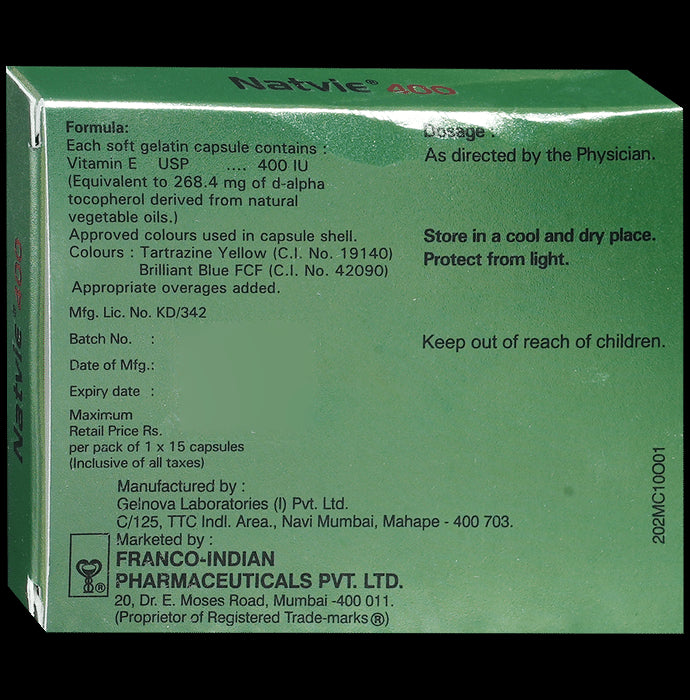 Natvie® 400
Natvie® 400
Formula:
Each soft gelatin capsule contains :
Vitamin E USP .... 400 IU
(Equivalent to 268.4 mg of d-alpha
tocopherol derived from natural
vegetable oils.)
Approved colours used in capsule shell.
Colours : Tartrazine Yellow (C.I. No. 19140)
Brilliant Blue FCF (C.I. No. 42090)
Appropriate overages added.
Mfg. Lic. No. KD/342
Batch No. :
Date of Mfg.:
Expiry date :
Maximum
Retail Price Rs.
per pack of 1 x 15 capsules
(Inclusive of all taxes)
Dosage :
As directed by the Physician.
Store in a cool and dry place.
Protect from light.
Keep out of reach of children.
Manufactured by :
Gelnova Laboratories (I) Pvt. Ltd.
C/125, TTC Indl. Area., Navi Mumbai, Mahape - 400 703.
Marketed by :
FRANCO-INDIAN
PHARMACEUTICALS PVT. LTD.
20, Dr. E. Moses Road, Mumbai -400 011.
(Proprietor of Registered Trade-marks ®)
®
202MC10O01